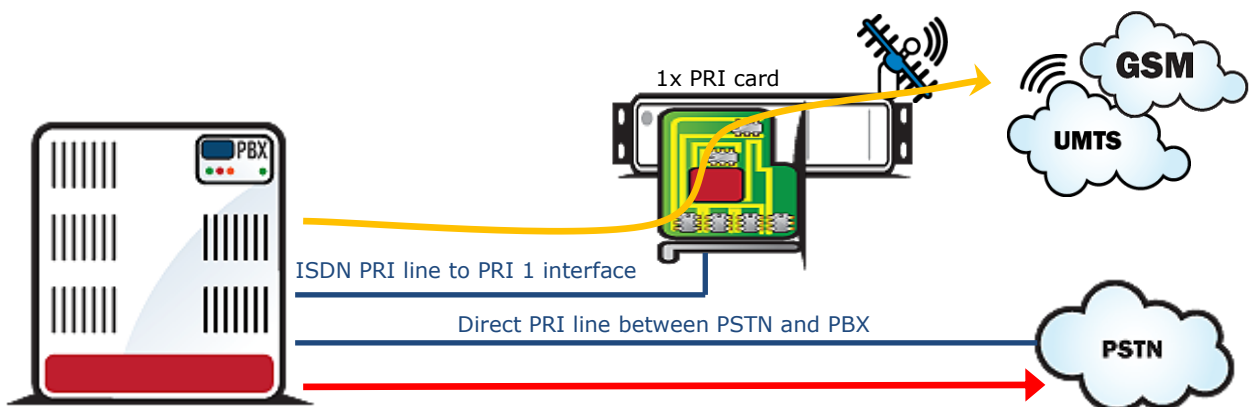 1x PRI card
GSM
UMTS
PBX
ISDN PRI line to PRI 1 interface
Direct PRI line between PSTN and PBX
PSTN